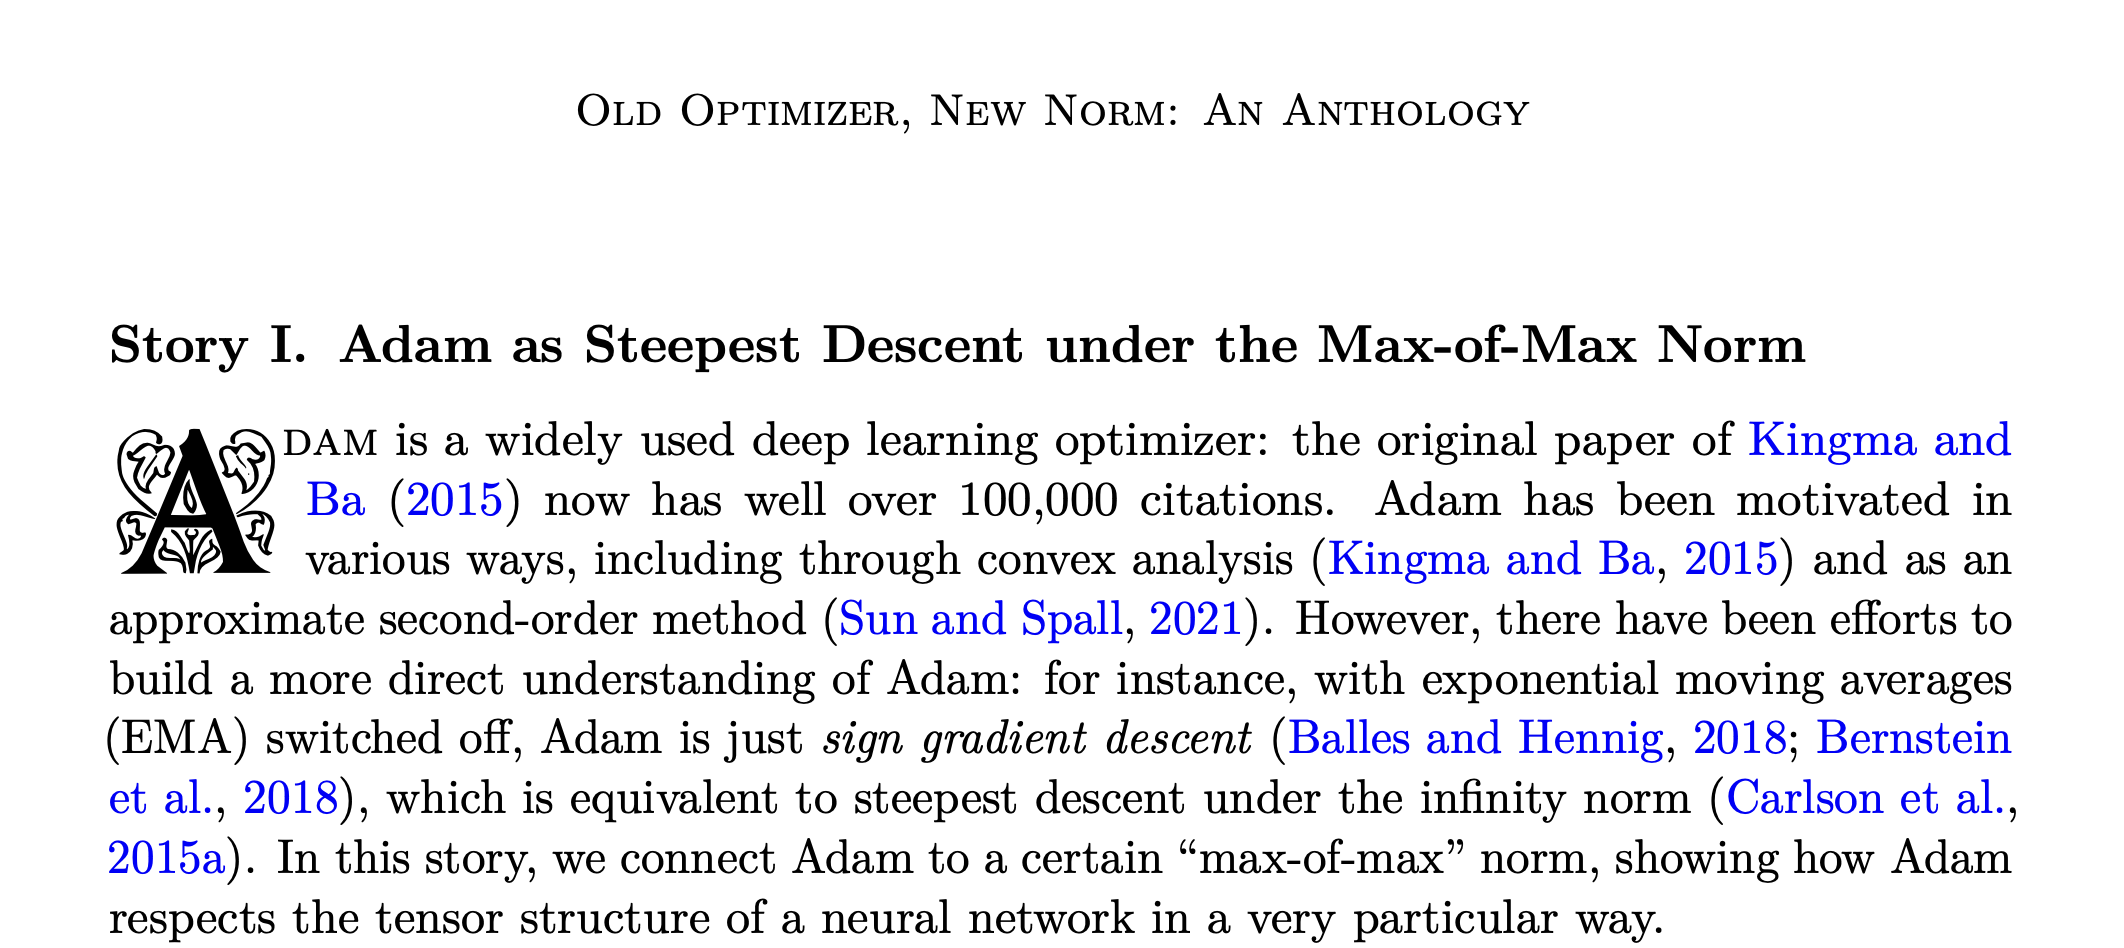 Old Optimizer, New Norm: An Anthology
Story I. Adam as Steepest Descent under the Max-of-Max Norm
Adam is a widely used deep learning optimizer: the original paper of Kingma and
Ba (2015) now has well over 100,000 citations. Adam has been motivated in
various ways, including through convex analysis (Kingma and Ba, 2015) and as an
approximate second-order method (Sun and Spall, 2021). However, there have been efforts to
build a more direct understanding of Adam: for instance, with exponential moving averages
(EMA) switched off, Adam is just sign gradient descent (Balles and Hennig, 2018; Bernstein
et al., 2018), which is equivalent to steepest descent under the infinity norm (Carlson et al.,
2015a). In this story, we connect Adam to a certain “max-of-max” norm, showing how Adam
respects the tensor structure of a neural network in a very particular way.